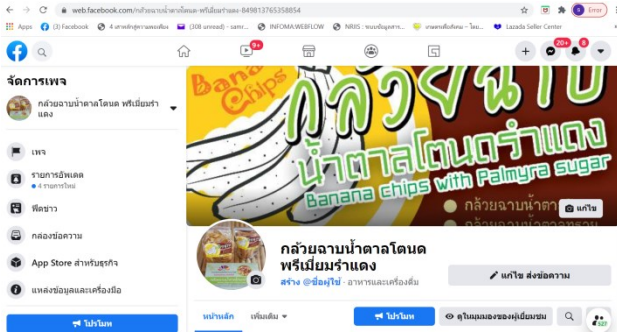 web.facebook.com/กล้วยฉาบน้ำตาลโตนด-พรีเมี่ยมรำแดง-849813765358854
Error
Apps (3) Facebook 4 เสาหลักสู่ความพอเพียง (308 unread) - samr... INFOMA:WEBFLOW NRIIS : ระบบข้อมูลสาร... Lazada Seller Center
9+
20+
8
จัดการเพจ
กล้วยฉาบน้ำตาลโตนด พรีเมี่ยมรำแดง
เพจ
รายการอัพเดต
4 รายการใหม่
ฟีดข่าว
กล่องข้อความ
App Store สำหรับธุรกิจ
แหล่งข้อมูลและเครื่องมือ
โปรโมท
Banana Chips
กล้วยฉาบ
น้ำตาลโตนดรำแดง
Banana chips with Palmyra sugar
กล้วยฉาบน้ำตา
แก้ไข
กล้วยฉาบน้ำตาลโตนด
พรีเมี่ยมรำแดง
สร้าง @ชื่อผู้ใช้ · อาหารและเครื่องดื่ม
แก้ไข ส่งข้อความ
หน้าหลัก เพิ่มเติม
โปรโมท
ดูในมุมมองของผู้เยี่ยมชม
527